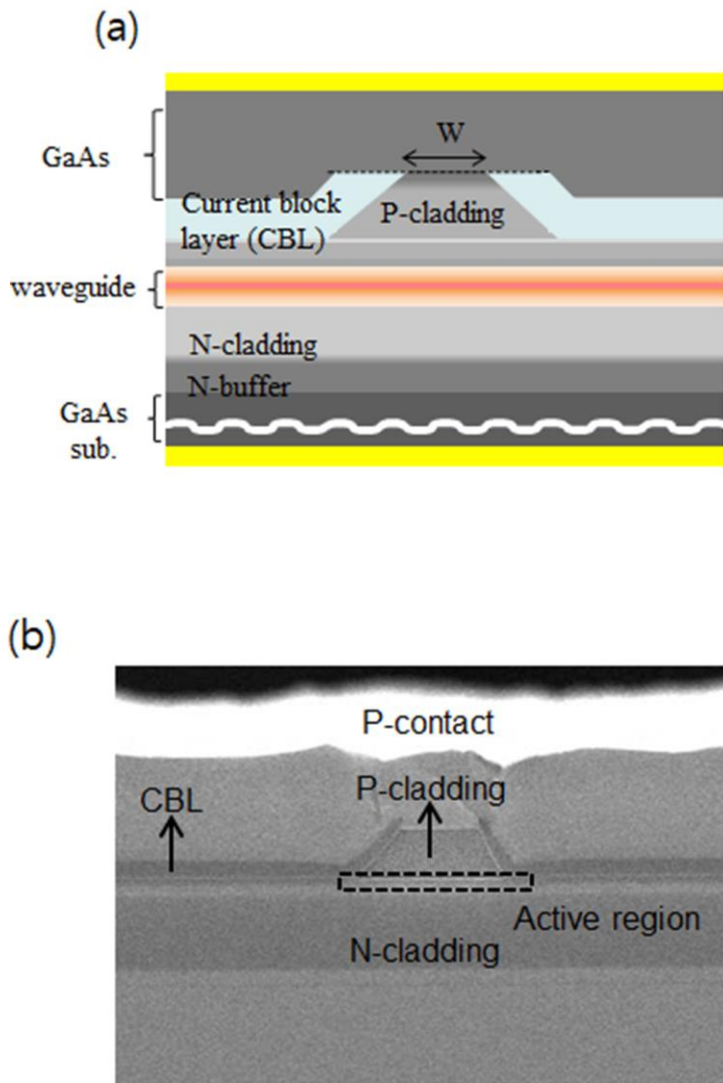 (a)
W
GaAs
Current block
layer (CBL)
P-cladding
waveguide
N-cladding
N-buffer
GaAs
sub.
(b)
P-contact
P-cladding
CBL
Active region
N-cladding